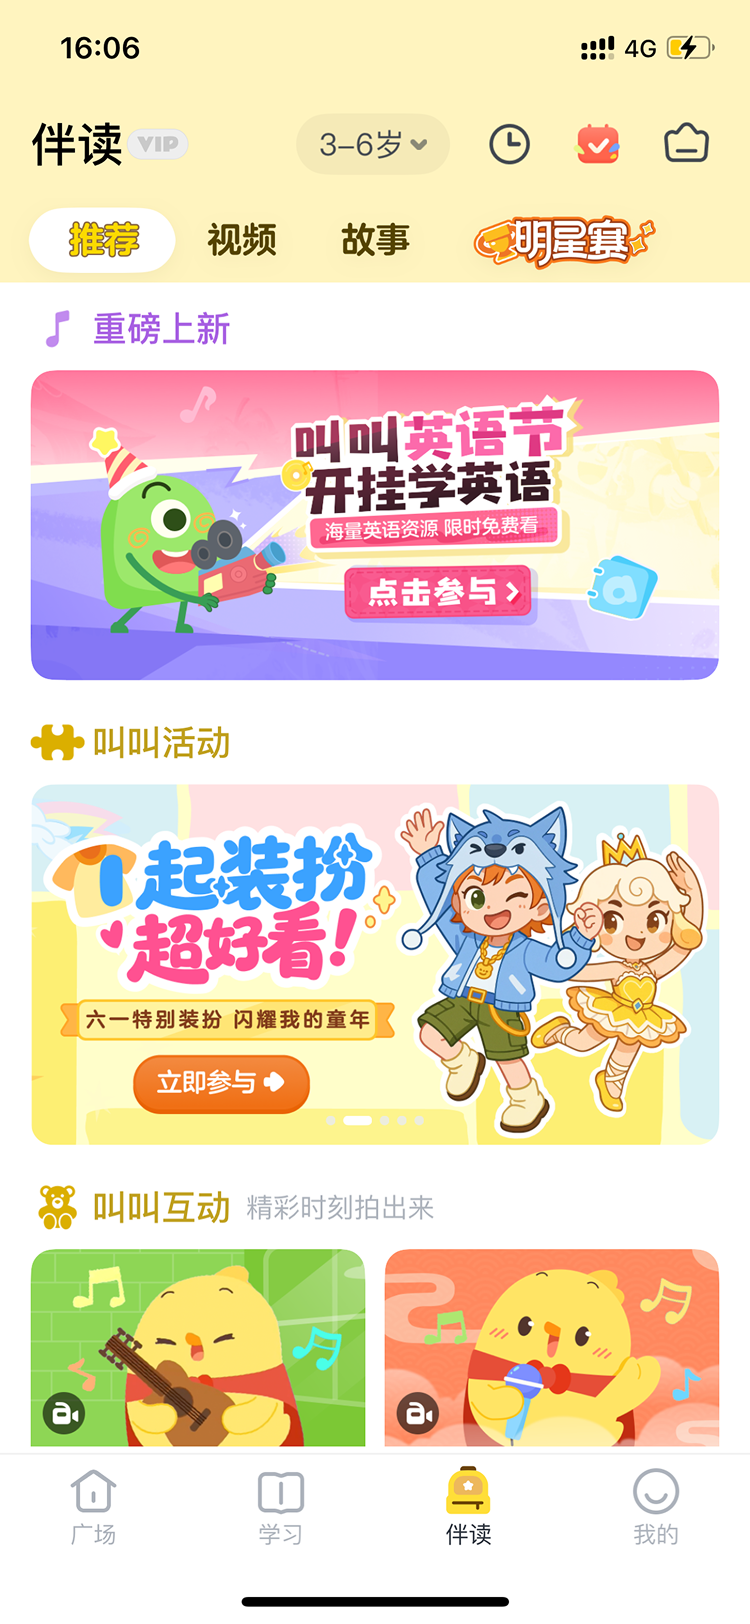 16:06
4G
伴读 VIP
3-6岁
推荐 视频 故事 明星赛
重磅上新
叫叫英语节
开挂学英语
海量英语资源 限时免费看
点击参与
a
叫叫活动
一起装扮
超好看!
六一特别装扮 闪耀我的童年
立即参与
叫叫互动 精彩时刻拍出来
广场 学习 伴读 我的